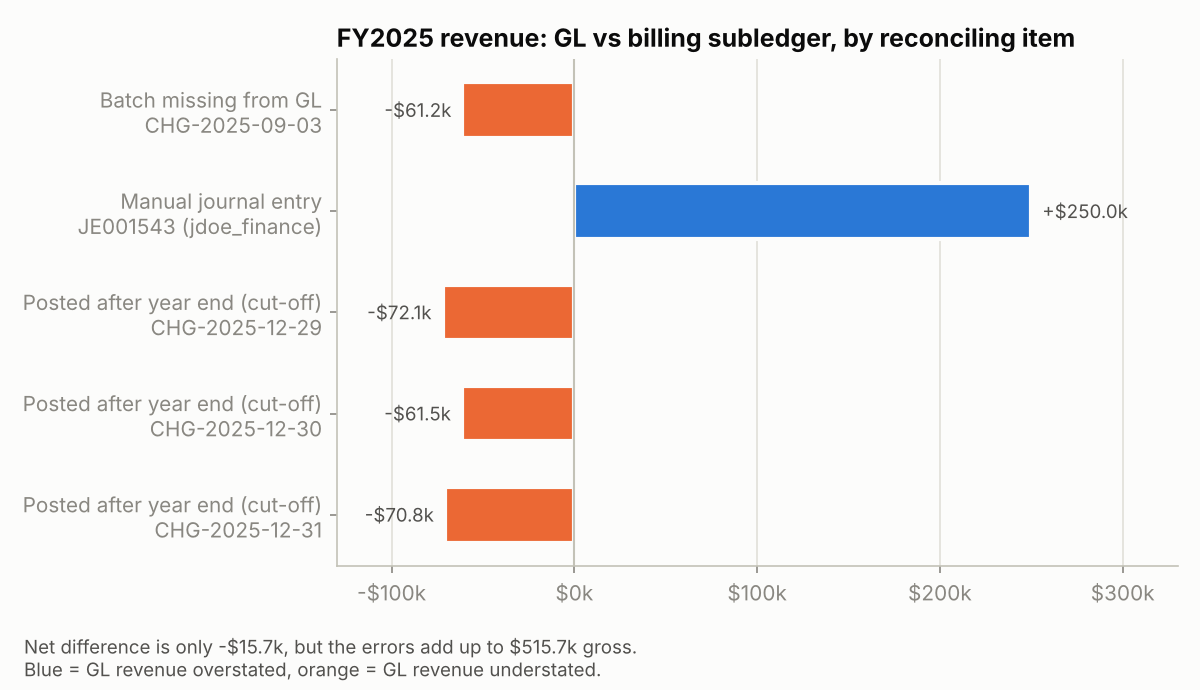 FY2025 revenue: GL vs billing subledger, by reconciling item
Batch missing from GL
CHG-2025-09-03
-$61.2k
Manual journal entry
JE001543 (jdoe_finance)
+$250.0k
Posted after year end (cut-off)
CHG-2025-12-29
-$72.1k
Posted after year end (cut-off)
CHG-2025-12-30
-$61.5k
Posted after year end (cut-off)
CHG-2025-12-31
-$70.8k
-$100k $0k $100k $200k $300k
Net difference is only -$15.7k, but the errors add up to $515.7k gross.
Blue = GL revenue overstated, orange = GL revenue understated.